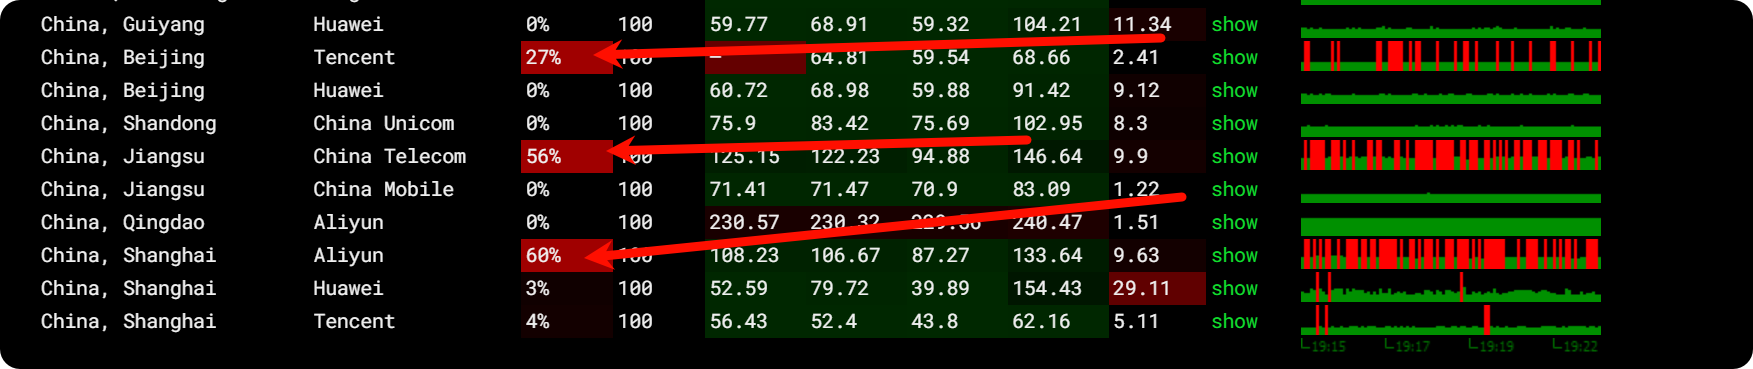 China, Guiyang Huawei 0% 100 59.77 68.91 59.32 104.21 11.34 show
China, Beijing Tencent 27% 100 – 64.81 59.54 68.66 2.41 show
China, Beijing Huawei 0% 100 60.72 68.98 59.88 91.42 9.12 show
China, Shandong China Unicom 0% 100 75.9 83.42 75.69 102.95 8.3 show
China, Jiangsu China Telecom 56% 100 125.15 122.23 94.88 146.64 9.9 show
China, Jiangsu China Mobile 0% 100 71.41 71.47 70.9 83.09 1.22 show
China, Qingdao Aliyun 0% 100 230.57 230.32 240.47 1.51 show
China, Shanghai Aliyun 60% 100 108.23 106.67 87.27 133.64 9.63 show
China, Shanghai Huawei 3% 100 52.59 79.72 39.89 154.43 29.11 show
China, Shanghai Tencent 4% 100 56.43 52.4 43.8 62.16 5.11 show
19:15 19:17 19:19 19:22